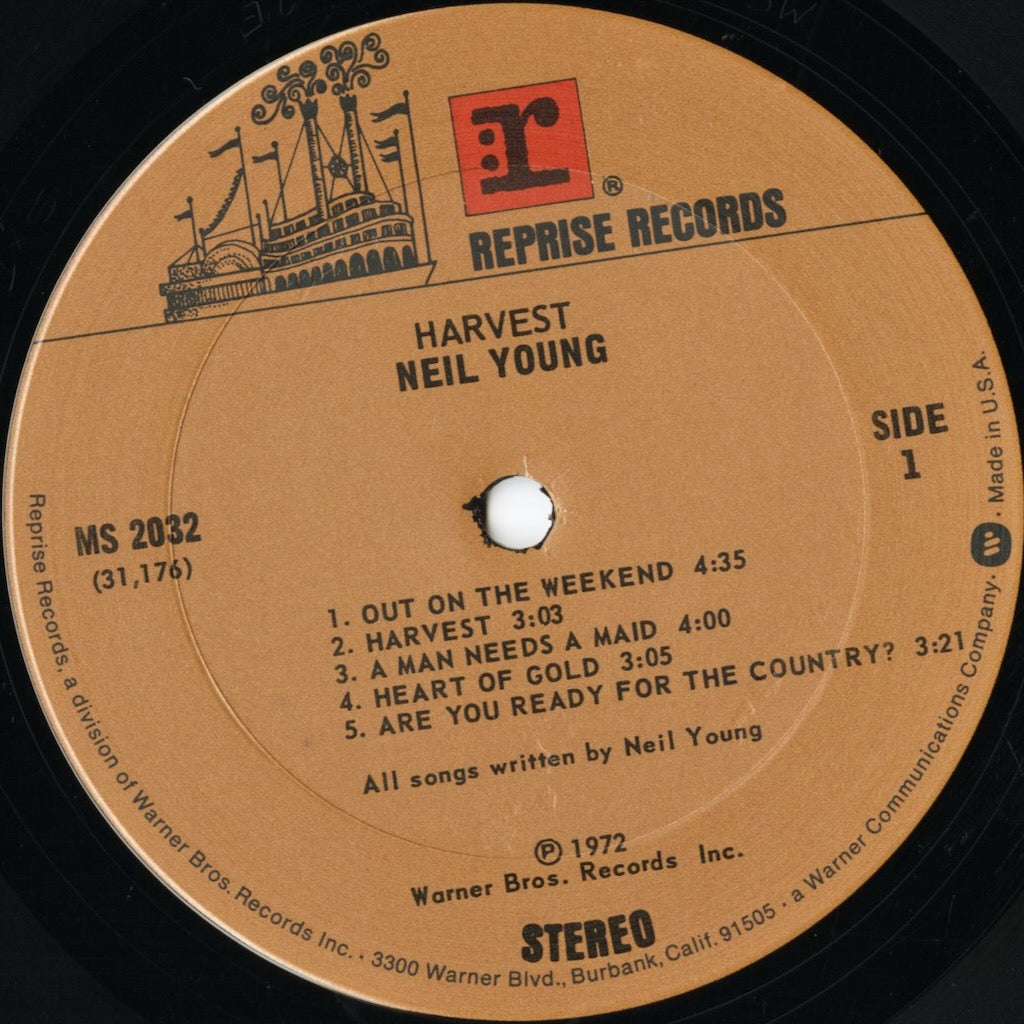 r
®
REPRISE RECORDS
HARVEST
NEIL YOUNG
SIDE
1
MS 2032
(31,176)
1. OUT ON THE WEEKEND 4:35
2. HARVEST 3:03
3. A MAN NEEDS A MAID 4:00
4. HEART OF GOLD 3:05
5. ARE YOU READY FOR THE COUNTRY? 3:21
All songs written by Neil Young
℗ 1972
Warner Bros. Records Inc.
STEREO
Reprise Records, a division of Warner Bros. Records Inc. · 3300 Warner Blvd., Burbank, Calif. 91505 · a Warner Communications Company. W · Made in U.S.A.